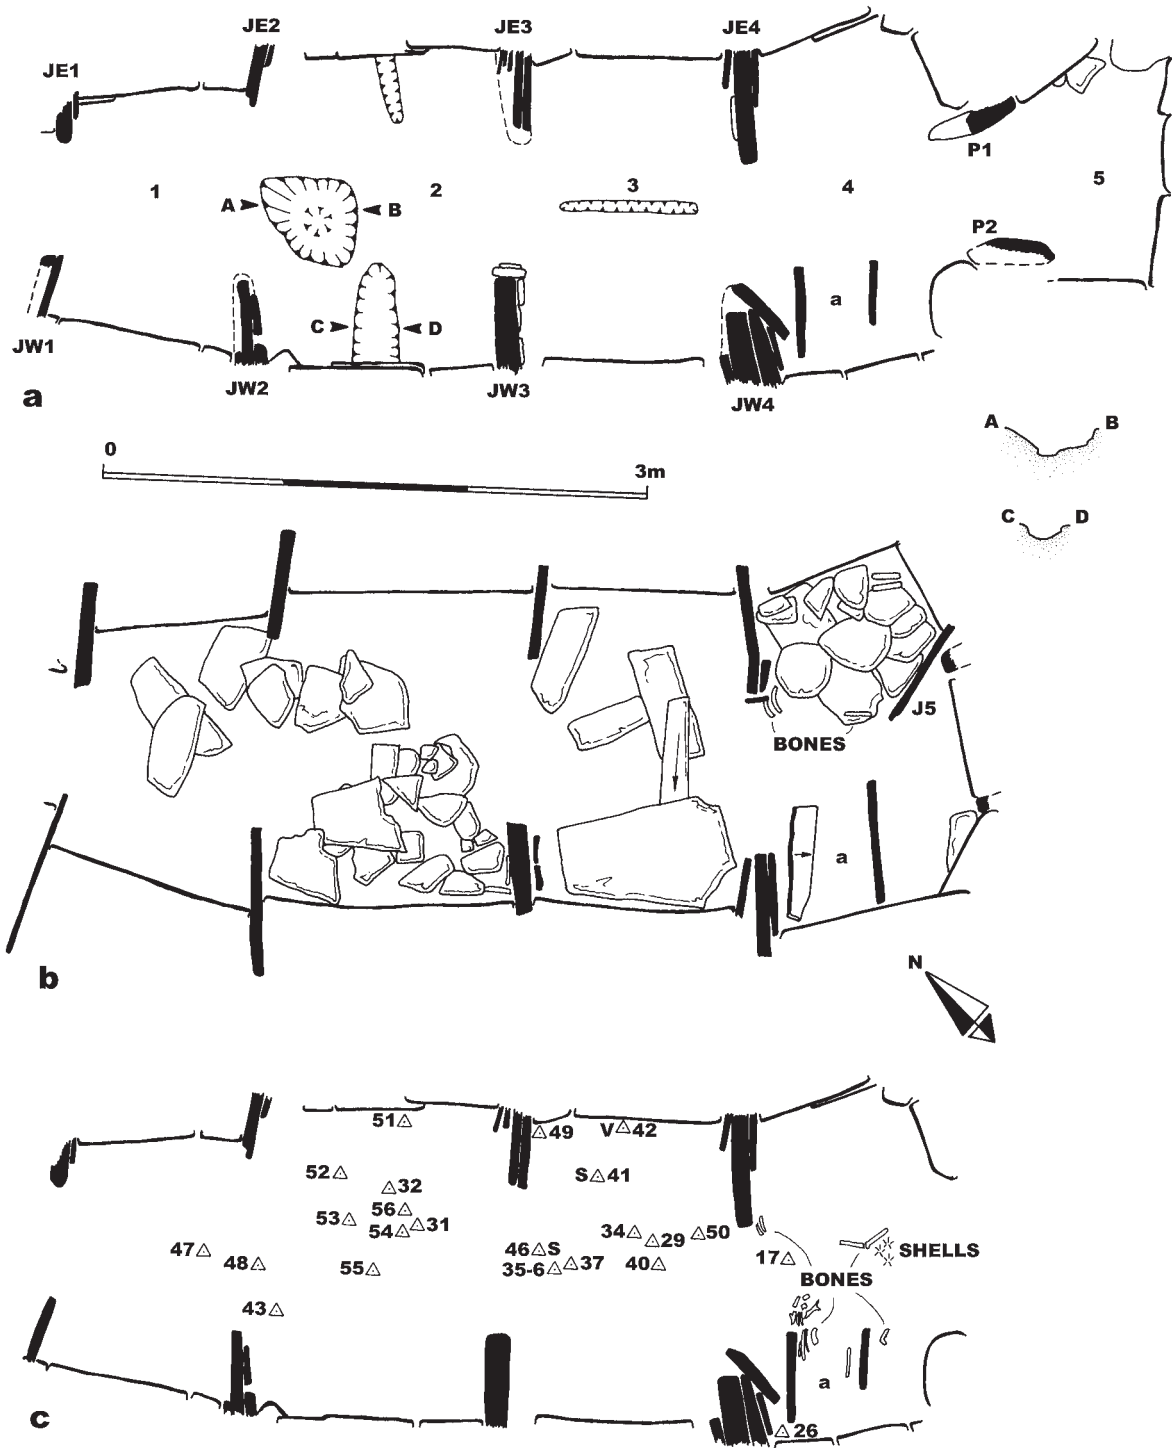 JE2
JE3
JE4
JE1
P1
1
A
B
2
3
4
5
P2
C
D
a
JW1
JW2
JW3
JW4
a
A
B
0
3m
C
D
J5
BONES
a
b
N
51
49
V 42
52
32
S 41
56
53
31
54
34
50
29
47
46 S
SHELLS
48
55
35-6
37
40
17
BONES
43
a
c
26